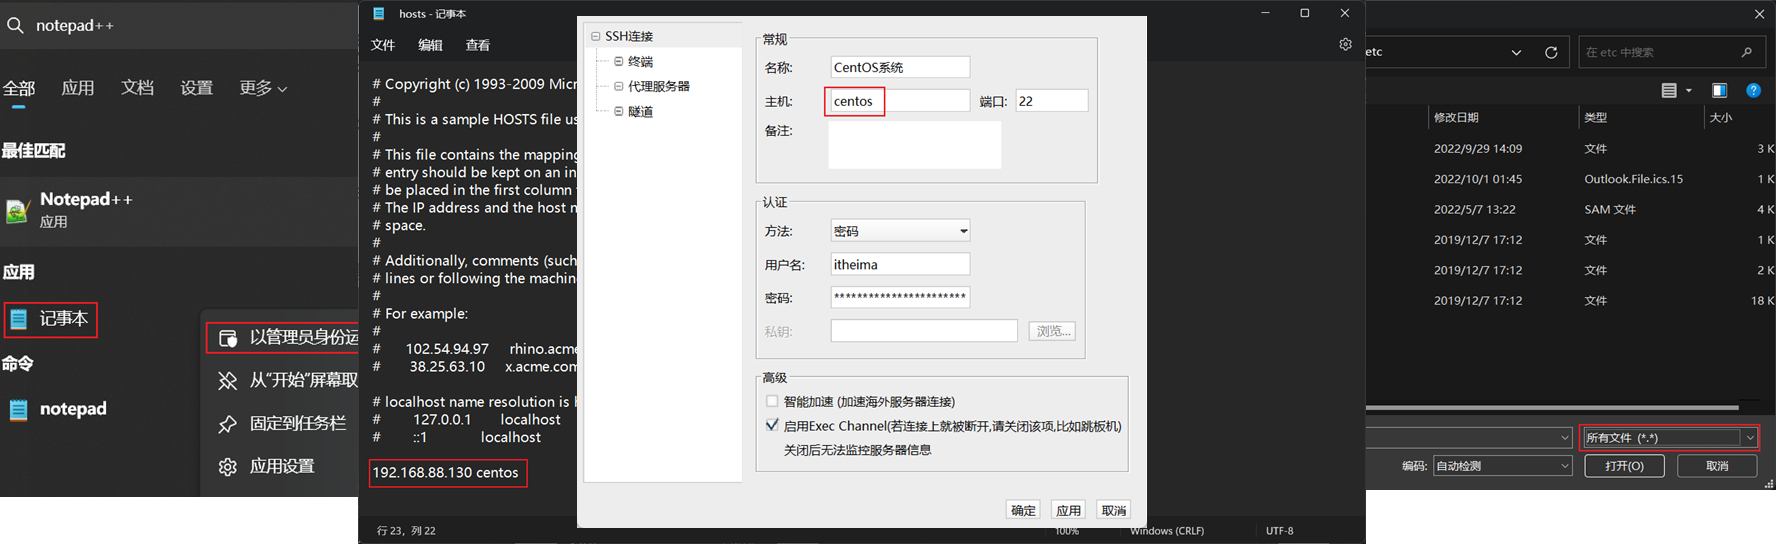 notepad++
全部 应用 文档 设置 更多
最佳匹配
Notepad++
应用
应用
记事本
以管理员身份运
从“开始”屏幕取
命令
固定到任务栏
notepad
应用设置
hosts - 记事本
文件 编辑 查看
# Copyright (c) 1993-2009 Micr
#
# This is a sample HOSTS file us
#
# This file contains the mapping
# entry should be kept on an in
# be placed in the first column
# The IP address and the host n
# space.
#
# Additionally, comments (such
# lines or following the machin
#
# For example:
#
# 102.54.94.97 rhino.acme
# 38.25.63.10 x.acme.com
# localhost name resolution is
# 127.0.0.1 localhost
# ::1 localhost
192.168.88.130 centos
行 23，列 22
100%
Windows (CRLF)
UTF-8
SSH连接
终端
代理服务器
隧道
常规
名称: CentOS系统
主机: centos 端口: 22
备注:
认证
方法: 密码
用户名: itheima
密码: ***********************
私钥: 浏览...
高级
智能加速 (加速海外服务器连接)
启用Exec Channel(若连接上就被断开,请关闭该项,比如跳板机)
关闭后无法监控服务器信息
确定 应用 取消
etc 在 etc 中搜索
修改日期 类型 大小
2022/9/29 14:09 文件 3 K
2022/10/1 01:45 Outlook.File.ics.15 1 K
2022/5/7 13:22 SAM 文件 4 K
2019/12/7 17:12 文件 1 K
2019/12/7 17:12 文件 2 K
2019/12/7 17:12 文件 18 K
所有文件 (*.*)
编码: 自动检测 打开(O) 取消